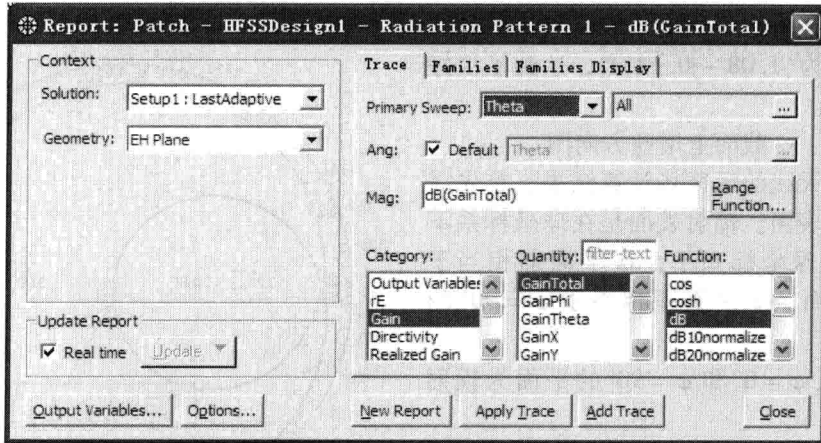 Report: Patch - HFSSDesign1 - Radiation Pattern 1 - dB(GainTotal)
Context
Solution: Setup1 : LastAdaptive
Geometry: EH Plane
Update Report
Real time Update
Output Variables... Options...
Trace Families Families Display
Primary Sweep: Theta All ...
Ang: Default Theta ...
Mag: dB(GainTotal) Range Function...
Category: Quantity: filter-text Function:
Output Variables GainTotal cos
rE GainPhi cosh
Gain GainTheta dB
Directivity GainX dB10normalize
Realized Gain GainY dB20normalize
New Report Apply Trace Add Trace Close